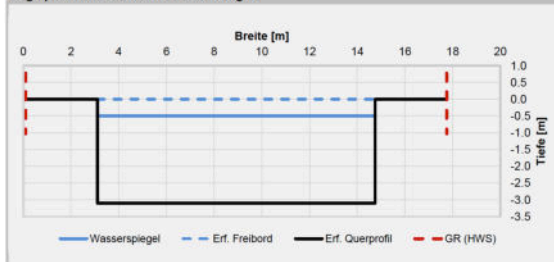 Breite [m]
0 2 4 6 8 10 12 14 16 18 20
1.0
0.5
0.0
-0.5
-1.0
-1.5
-2.0
-2.5
-3.0
-3.5
Tiefe [m]
Wasserspiegel Erf. Freibord Erf. Querprofil GR (HWS)